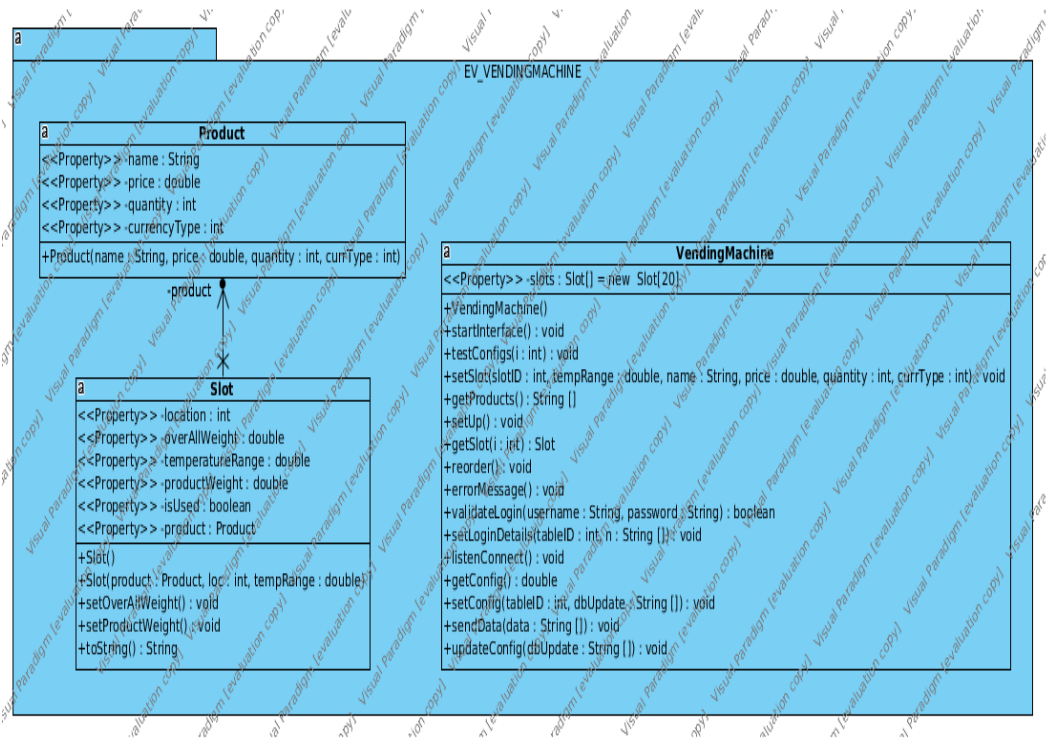 a
EV_VENDINGMACHINE
a
Product
<<Property>> -name : String
<<Property>> -price : double
<<Property>> -quantity : int
<<Property>> -currencyType : int
+Product(name : String, price : double, quantity : int, currType : int)
-product
a
Slot
<<Property>> -location : int
<<Property>> -overAllWeight : double
<<Property>> -temperatureRange : double
<<Property>> -productWeight : double
<<Property>> -isUsed : boolean
<<Property>> -product : Product
+Slot()
+Slot(product : Product, loc : int, tempRange : double)
+setOverAllWeight() : void
+setProductWeight() : void
+toString() : String
a
VendingMachine
<<Property>> -slots : Slot[] = new Slot[20]
+VendingMachine()
+startInterface() : void
+testConfigs(i : int) : void
+setSlot(slotID : int, tempRange : double, name : String, price : double, quantity : int, currType : int) : void
+getProducts() : String []
+setUp() : void
+getSlot(i : int) : Slot
+reorder() : void
+errorMessage() : void
+validateLogin(username : String, password : String) : boolean
+setLoginDetails(tableID : int, n : String []) : void
+listenConnect() : void
+getConfig() : double
+setConfig(tableID : int, dbUpdate : String []) : void
+sendData(data : String []) : void
+updateConfig(dbUpdate : String []) : void
Visual Paradigm [evaluation copy]